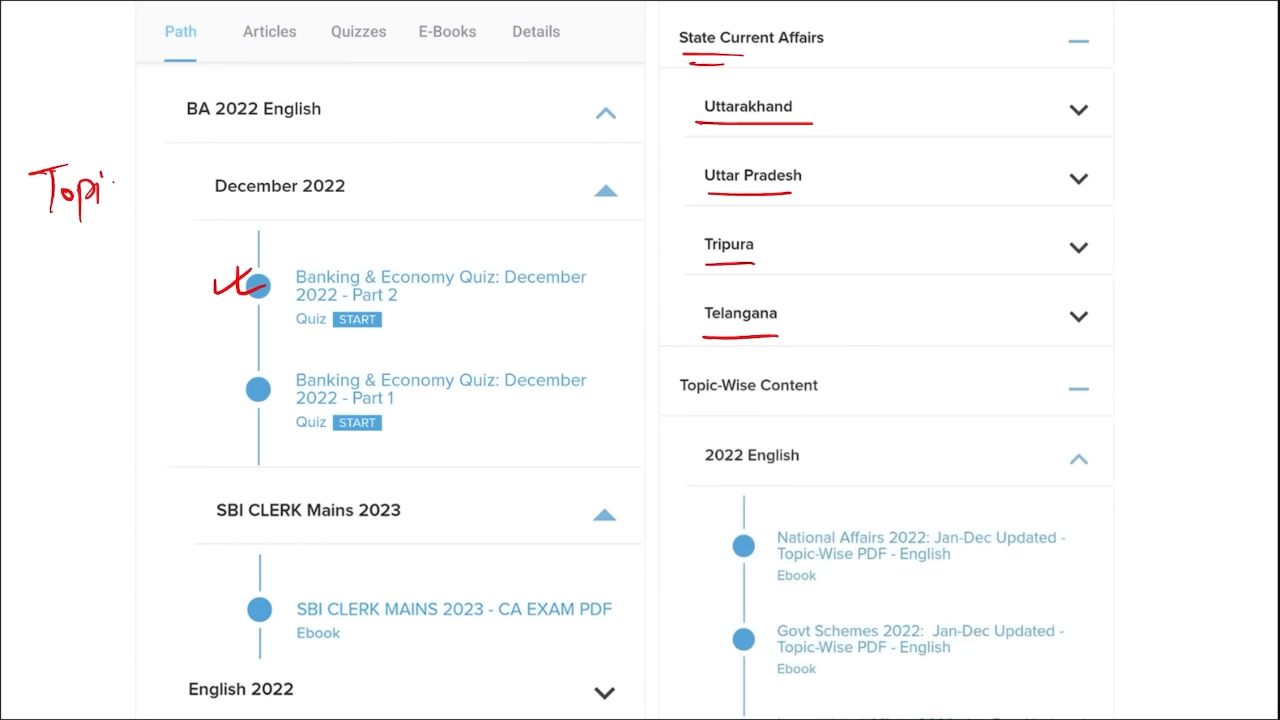 Path Articles Quizzes E-Books Details
BA 2022 English
December 2022
Topi
Banking & Economy Quiz: December
2022 - Part 2
Quiz START
Banking & Economy Quiz: December
2022 - Part 1
Quiz START
SBI CLERK Mains 2023
SBI CLERK MAINS 2023 - CA EXAM PDF
Ebook
English 2022
State Current Affairs
Uttarakhand
Uttar Pradesh
Tripura
Telangana
Topic-Wise Content
2022 English
National Affairs 2022: Jan-Dec Updated -
Topic-Wise PDF - English
Ebook
Govt Schemes 2022: Jan-Dec Updated -
Topic-Wise PDF - English
Ebook